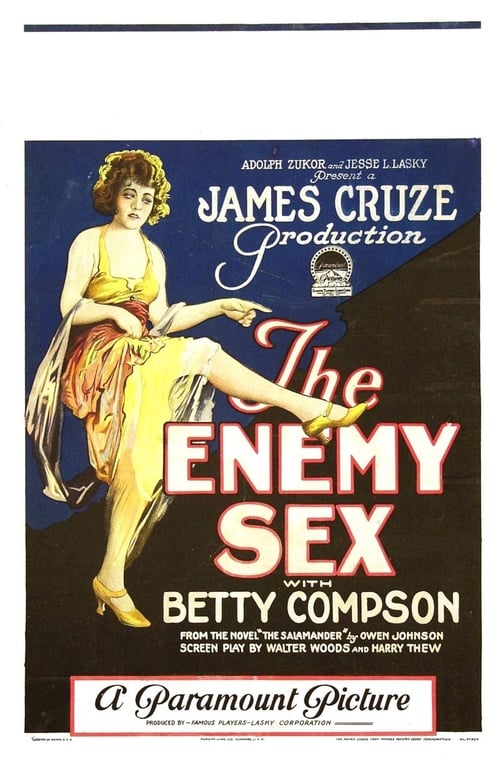 ADOLPH ZUKOR and JESSE L. LASKY
Present a
JAMES CRUZE
Production
Paramount
Pictures
The
ENEMY
SEX
WITH
BETTY COMPSON
FROM THE NOVEL "THE SALAMANDER" by OWEN JOHNSON
SCREEN PLAY BY WALTER WOODS AND HARRY THEW
A Paramount Picture
PRODUCED BY – FAMOUS PLAYERS – LASKY CORPORATION